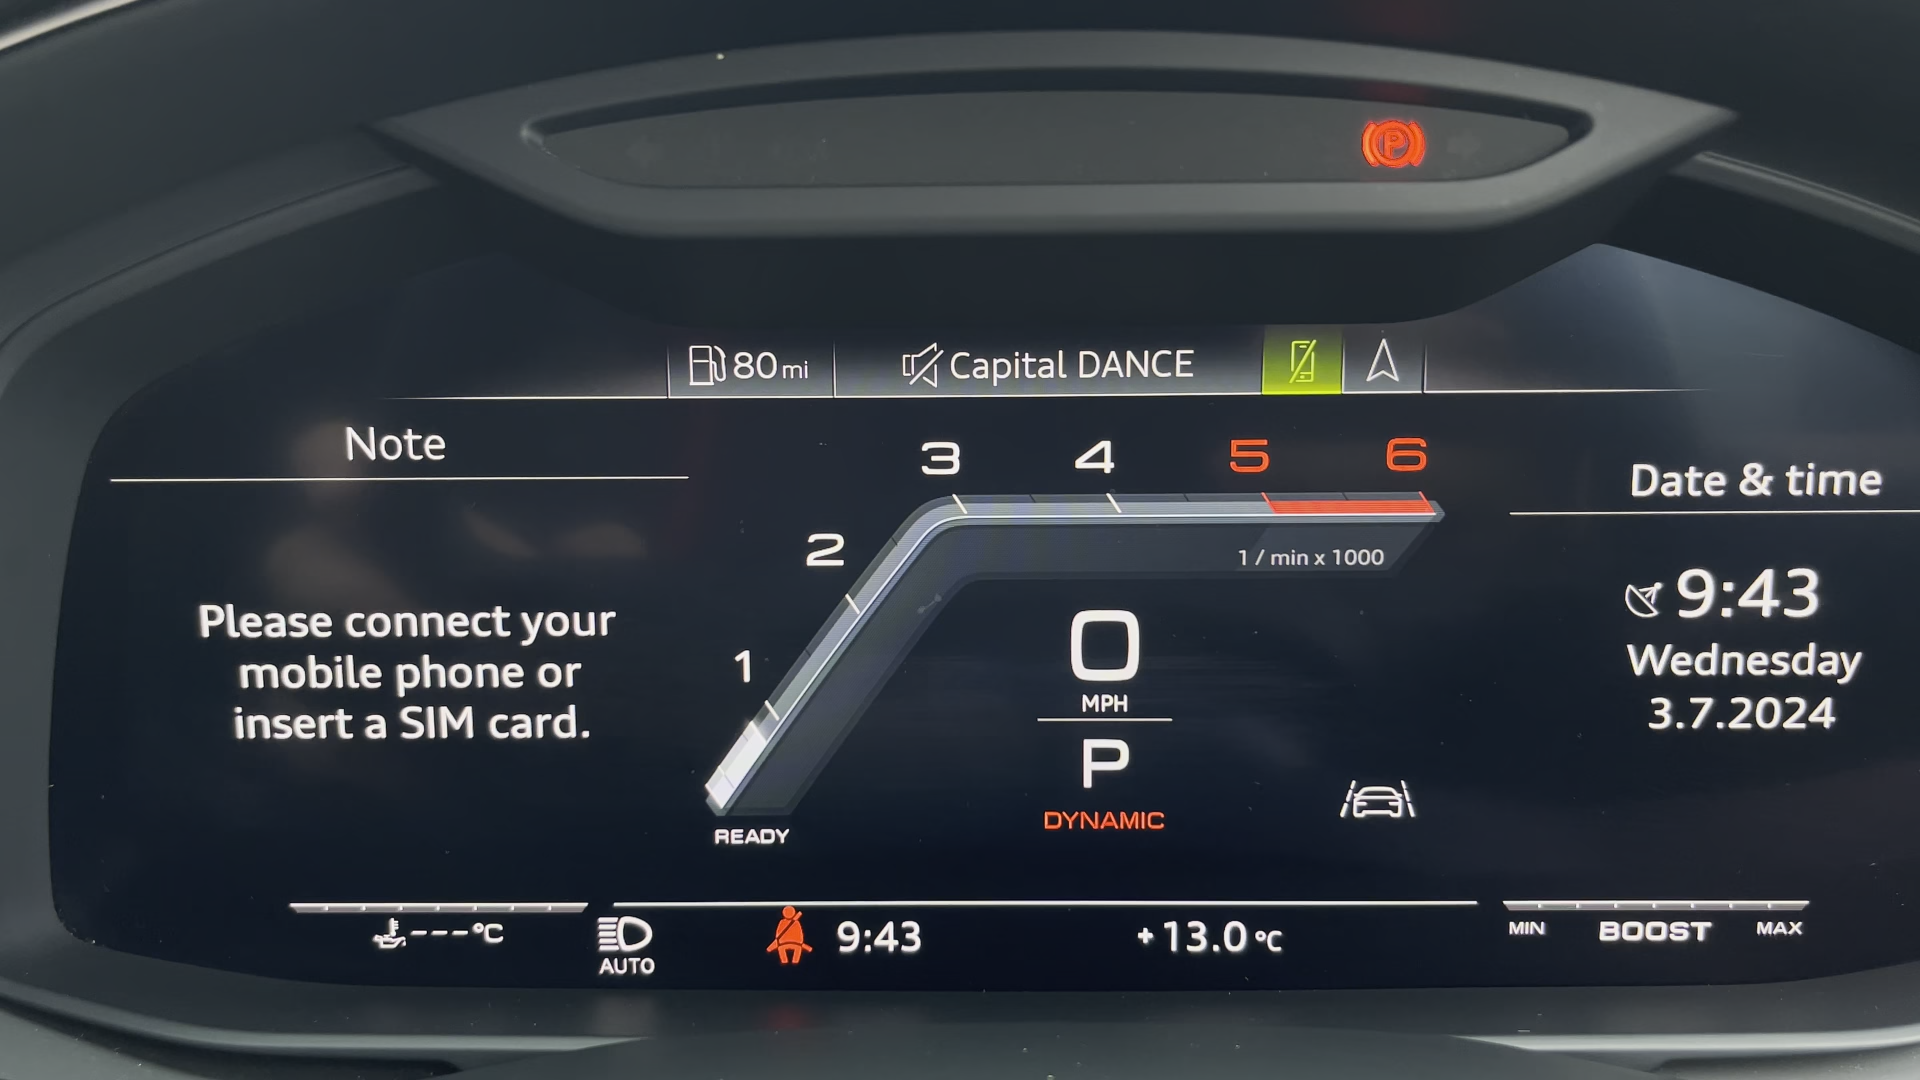 P
80 mi
Capital DANCE
Note
3 4 5 6
Date & time
2
1 / min x 1000
9:43
Please connect your
mobile phone or
insert a SIM card.
1
0
MPH
Wednesday
3.7.2024
P
DYNAMIC
READY
---°C
AUTO
9:43
+13.0 °C
MIN BOOST MAX